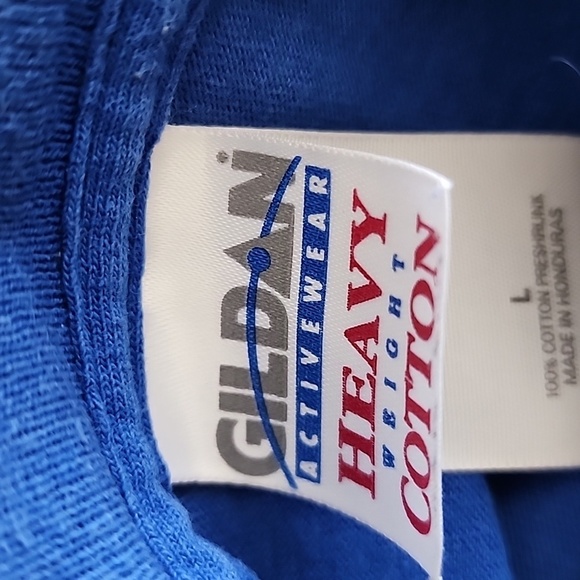 GILDAN
ACTIVEWEAR
HEAVY
WEIGHT
COTTON
L
100% COTTON PRESHRUNK
MADE IN HONDURAS